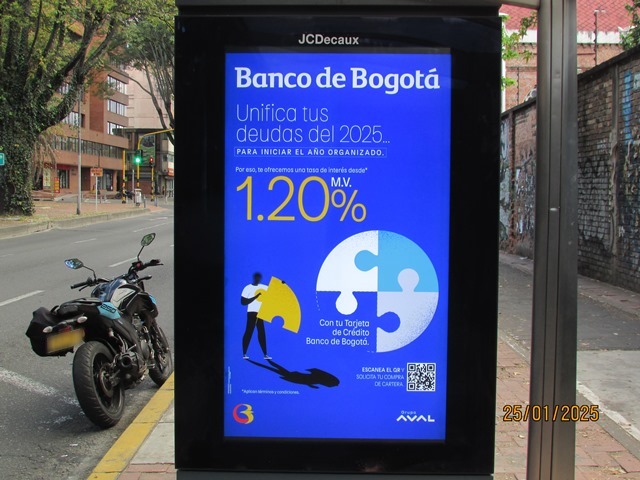 JCDecaux
Banco de Bogotá
Unifica tus
deudas del 2025...
PARA INICIAR EL AÑO ORGANIZADO.
Por eso, te ofrecemos una tasa de interés desde*
1.20%
M.V.
Con tu Tarjeta
de Crédito
Banco de Bogotá.
ESCANEA EL QR Y
SOLICITA TU COMPRA
DE CARTERA.
*Aplican términos y condiciones.
Grupo
AVAL
25/01/2025